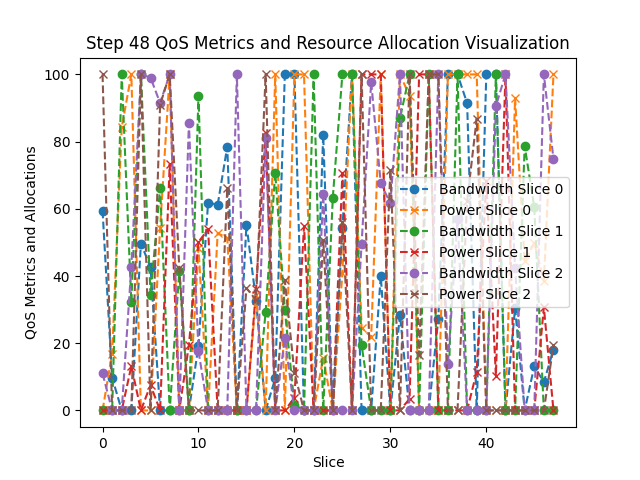 Step 48 QoS Metrics and Resource Allocation Visualization
QoS Metrics and Allocations
100
80
60
40
20
0
Bandwidth Slice 0
Power Slice 0
Bandwidth Slice 1
Power Slice 1
Bandwidth Slice 2
Power Slice 2
0 10 20 30 40
Slice